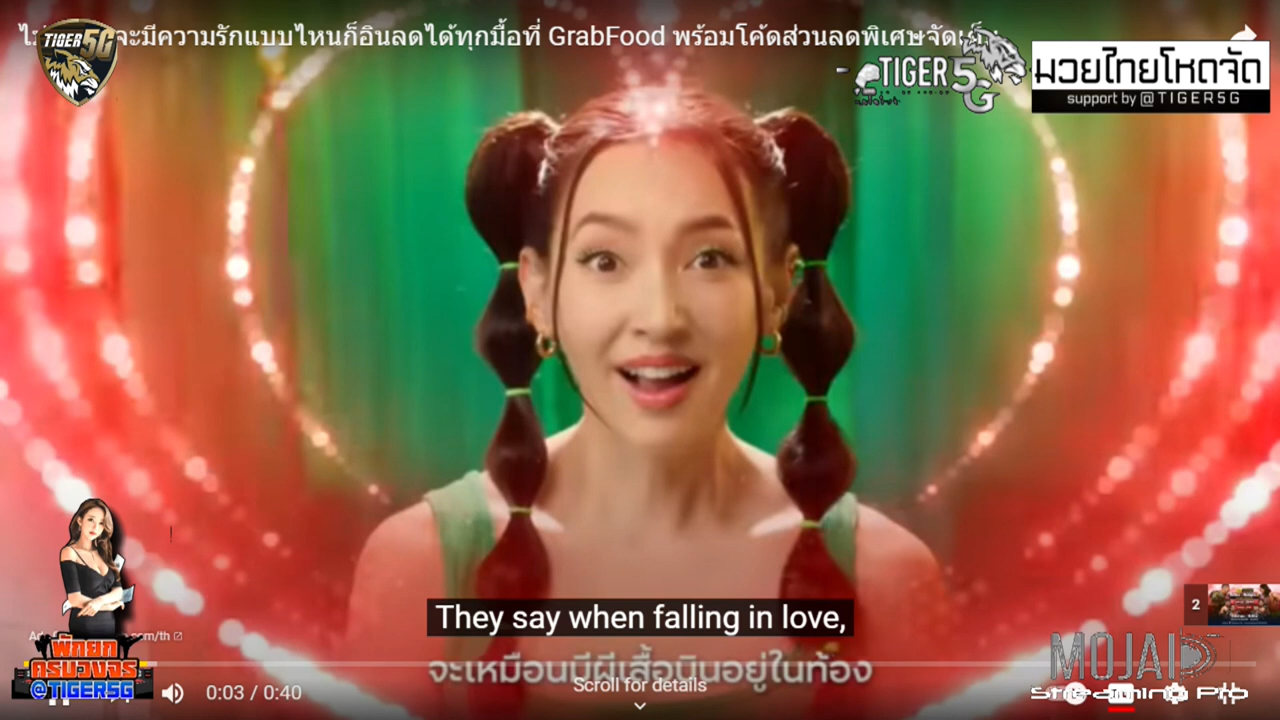 จะมีความรักแบบไหนก็อินลดได้ทุกมื้อที่ GrabFood พร้อมโค้ดส่วนลดพิเศษจัดเต็ม
TIGER 5G
TIGER 5G
มวยไทยโหดจัด
support by @TIGER5G
They say when falling in love,
จะเหมือนมีผีเสื้อบินอยู่ในท้อง
Scroll for details
2
com/th
พักยก
ครบวงจร
@TIGER5G
0:03 / 0:40
MOJAI
Streaming Pro